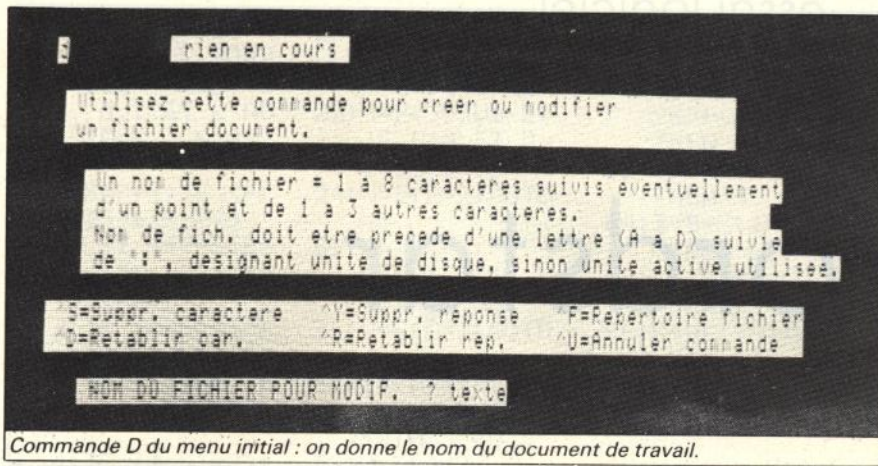 d rien en cours
Utilisez cette commande pour creer ou modifier
un fichier document.
Un nom de fichier = 1 a 8 caracteres suivis eventuellement
d'un point et de 1 a 3 autres caracteres.
Nom de fich. doit etre precede d'une lettre (A a D) suivie
de ":", designant unite de disque, sinon unite active utilisee.
^S=Suppr. caractere ^Y=Suppr. reponse ^F=Repertoire fichier
^D=Retablir car. ^R=Retablir rep. ^U=Annuler commande
NOM DU FICHIER POUR MODIF. ? texte
Commande D du menu initial : on donne le nom du document de travail.